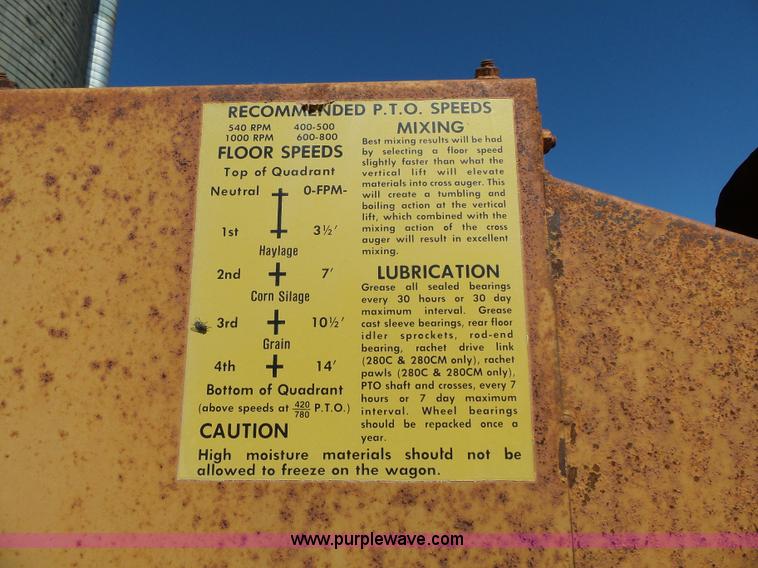 RECOMMENDED P.T.O. SPEEDS
540 RPM 400-500
1000 RPM 600-800
FLOOR SPEEDS
Top of Quadrant
Neutral 0-FPM-
1st 3½'
Haylage
2nd 7'
Corn Silage
3rd 10½'
Grain
4th 14'
Bottom of Quadrant
(above speeds at 420/780 P.T.O.)
MIXING
Best mixing results will be had
by selecting a floor speed
slightly faster than what the
vertical lift will elevate
materials into cross auger. This
will create a tumbling and
boiling action at the vertical
lift, which combined with the
mixing action of the cross
auger will result in excellent
mixing.
LUBRICATION
Grease all sealed bearings
every 30 hours or 30 day
maximum interval. Grease
cast sleeve bearings, rear floor
idler sprockets, rod-end
bearing, rachet drive link
(280C & 280CM only), rachet
pawls (280C & 280CM only),
PTO shaft and crosses, every 7
hours or 7 day maximum
interval. Wheel bearings
should be repacked once a
year.
CAUTION
High moisture materials should not be
allowed to freeze on the wagon.
www.purplewave.com